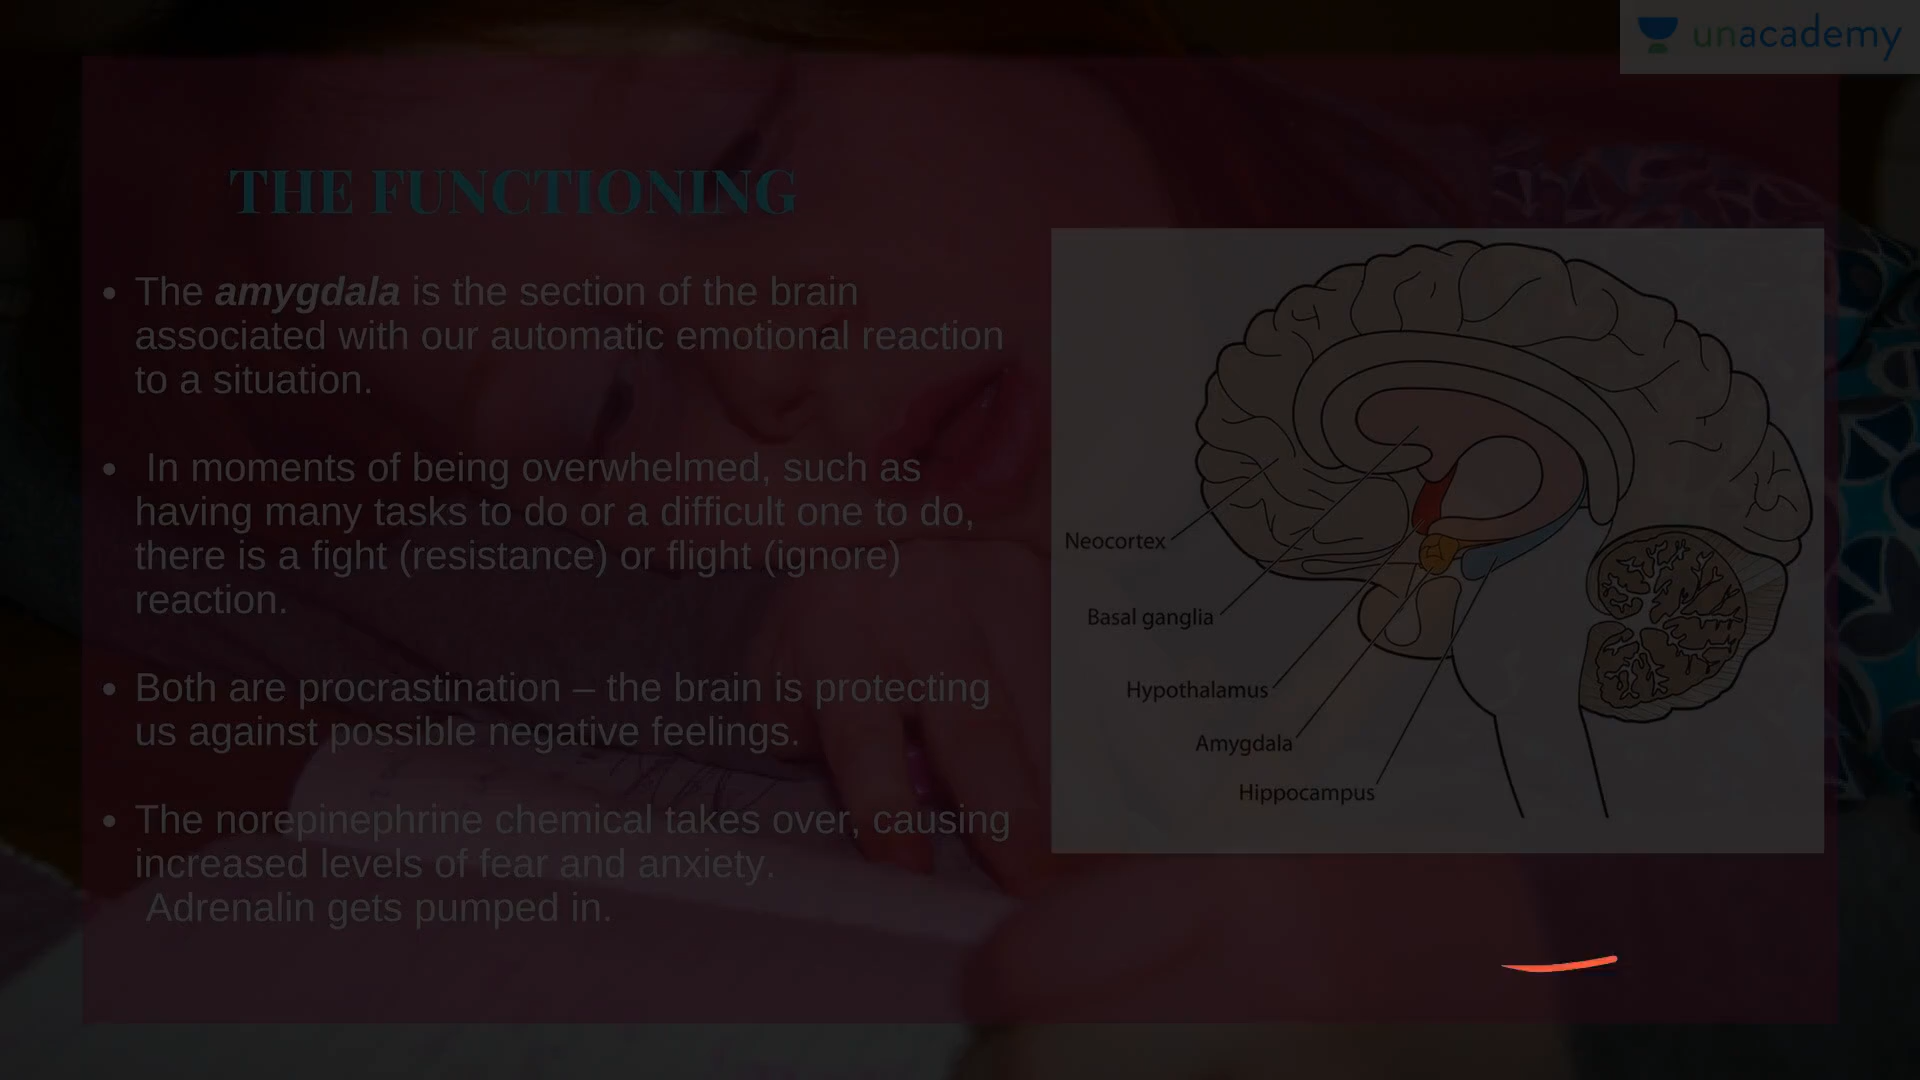 unacademy
THE FUNCTIONING
• The amygdala is the section of the brain
associated with our automatic emotional reaction
to a situation.
• In moments of being overwhelmed, such as
having many tasks to do or a difficult one to do,
there is a fight (resistance) or flight (ignore)
reaction.
• Both are procrastination – the brain is protecting
us against possible negative feelings.
• The norepinephrine chemical takes over, causing
increased levels of fear and anxiety.
Adrenalin gets pumped in.
Neocortex
Basal ganglia
Hypothalamus
Amygdala
Hippocampus